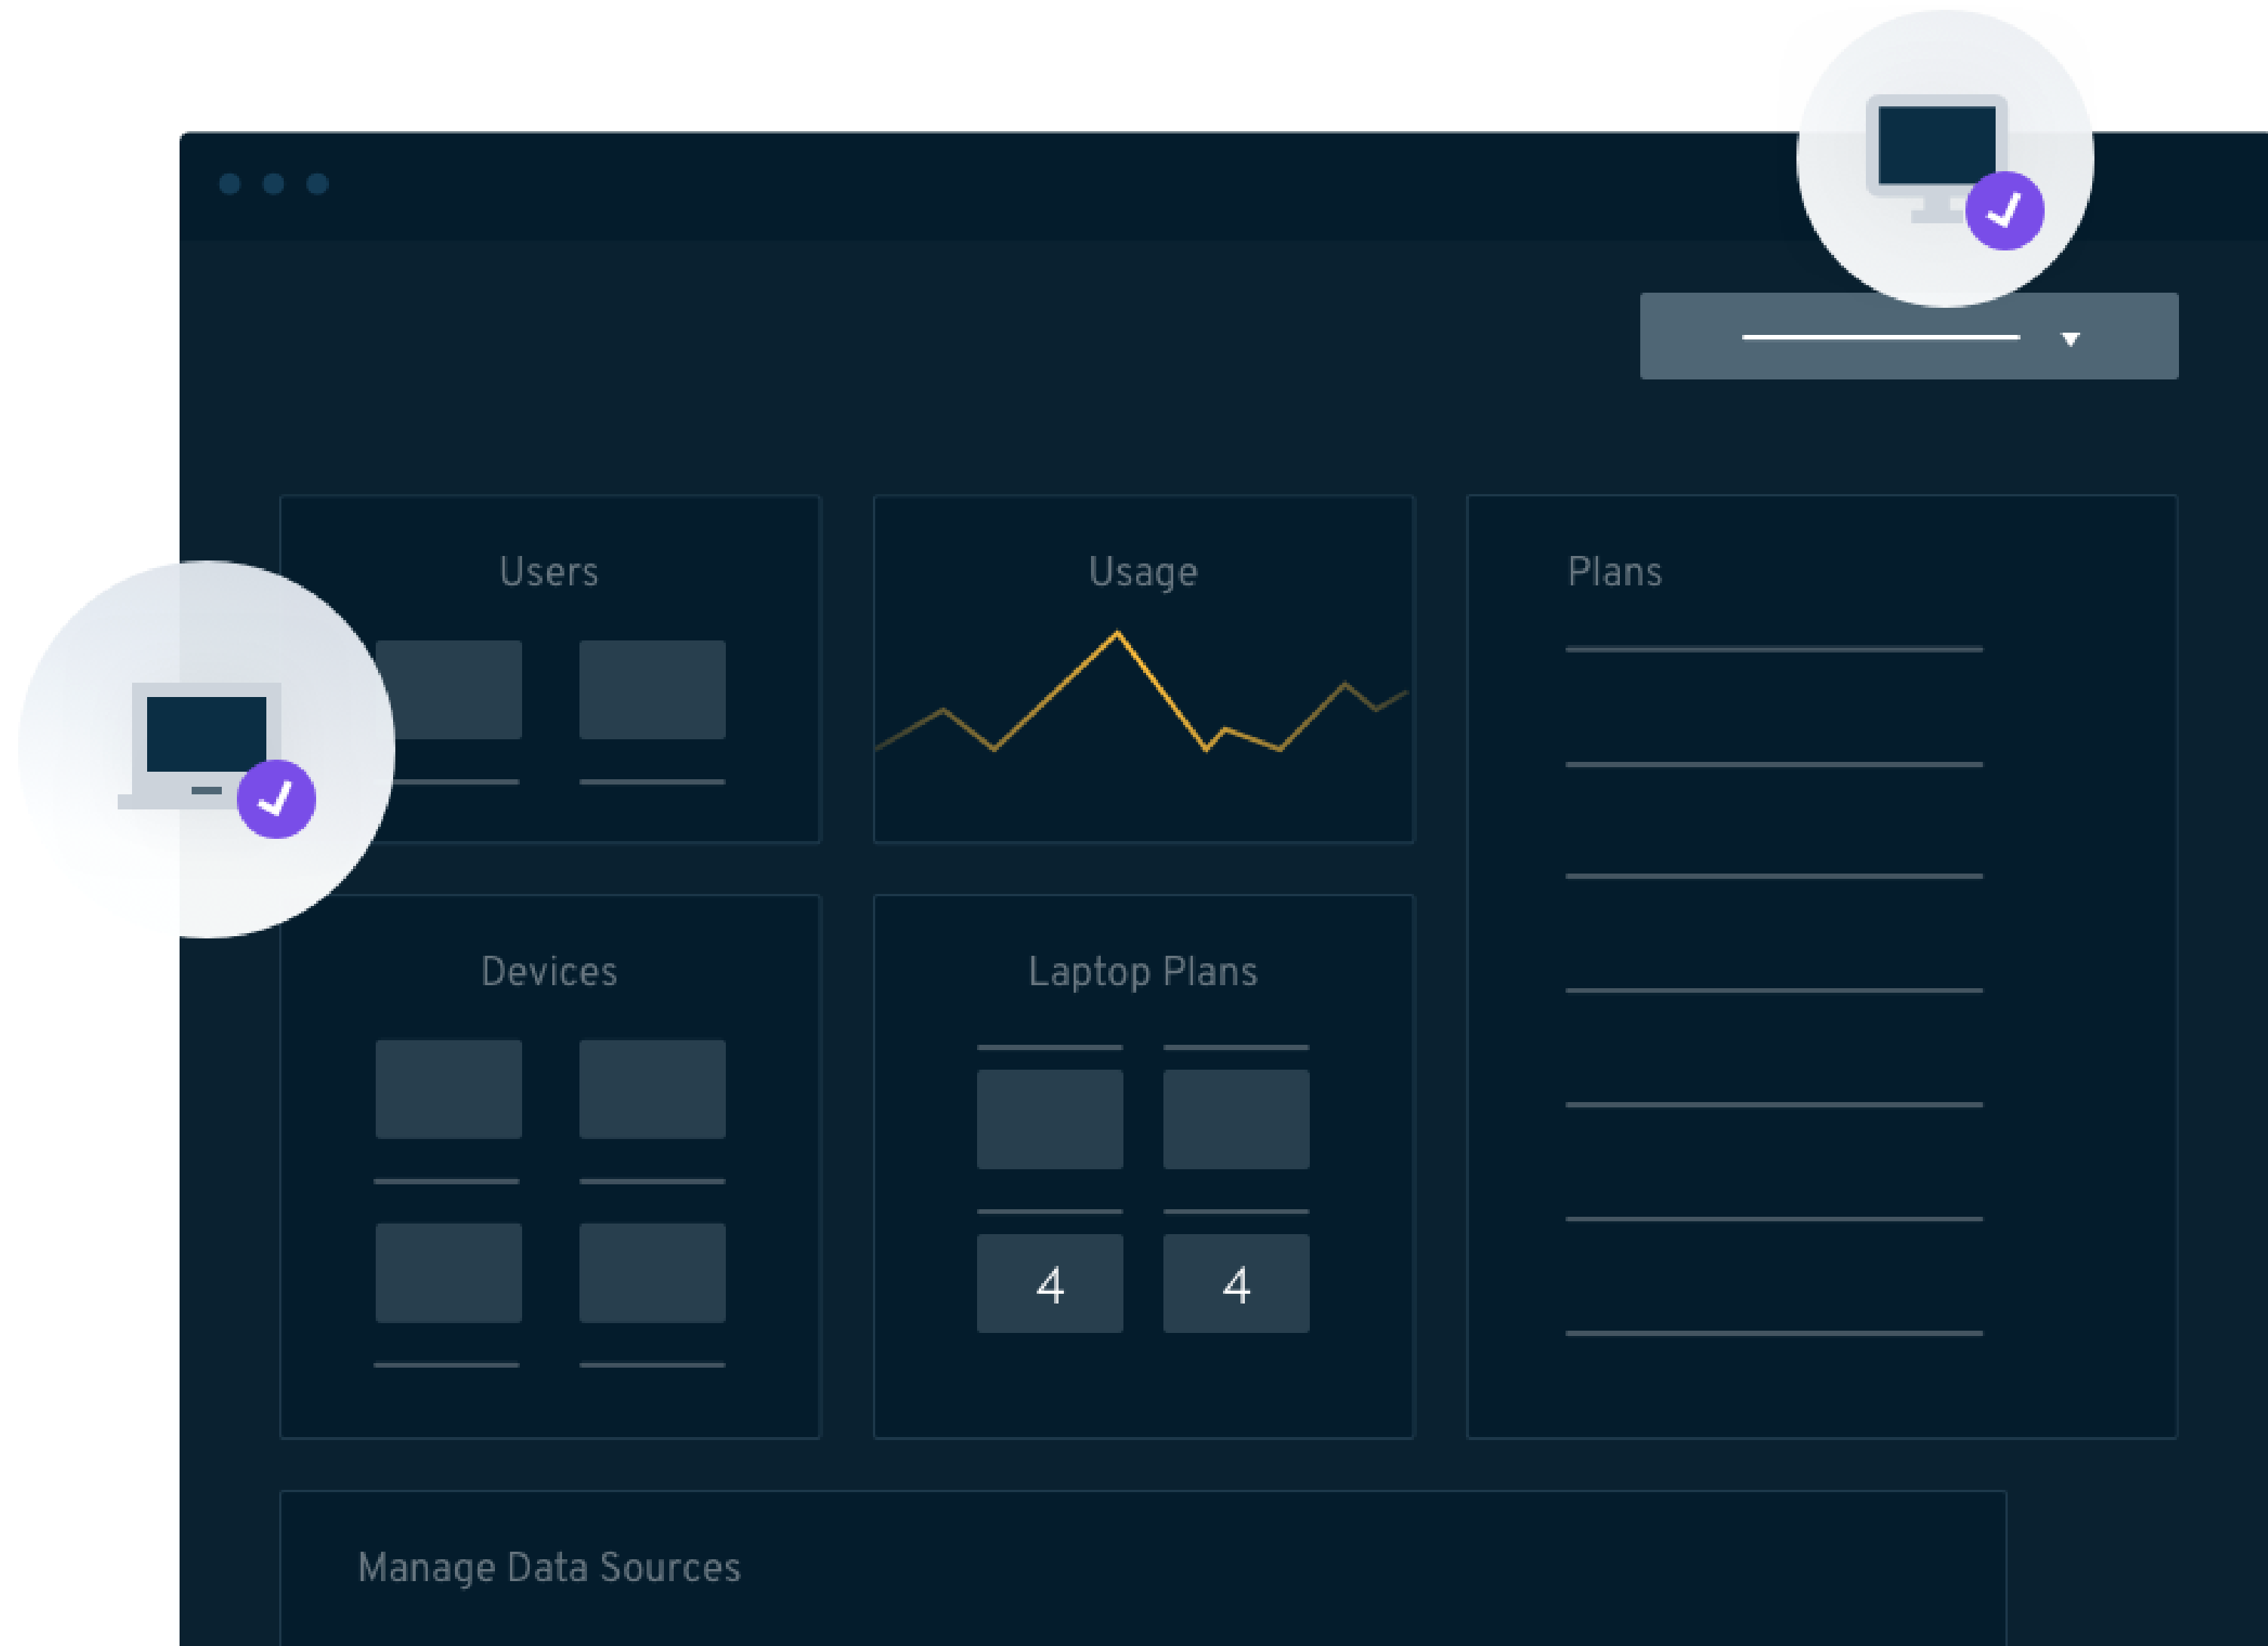 Users
Usage
Plans
Devices
Laptop Plans
4 4
Manage Data Sources